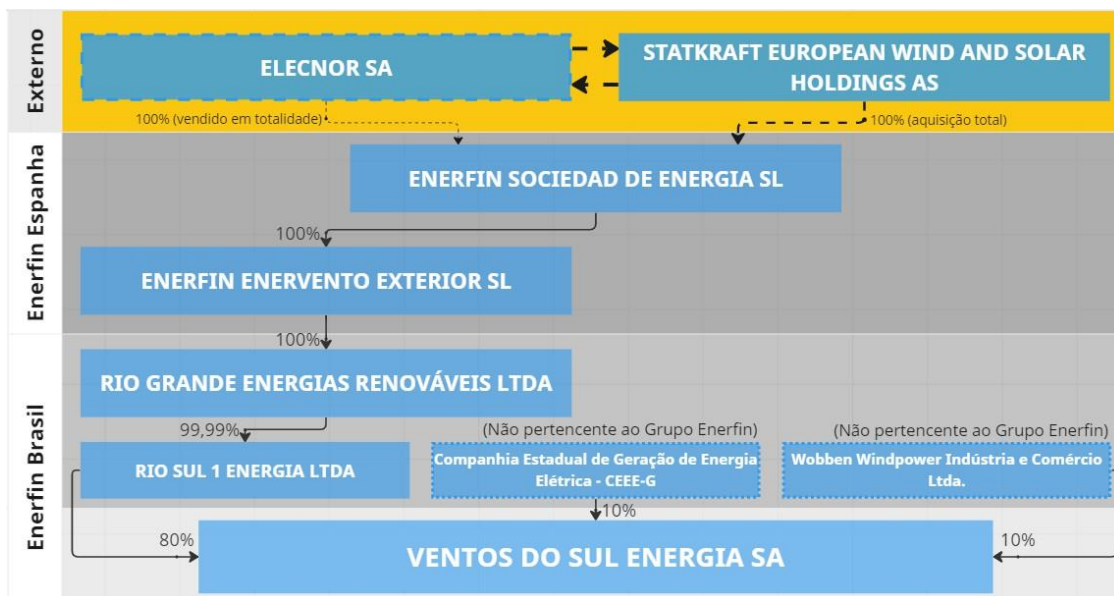 Externo
ELECNOR SA
STATKRAFT EUROPEAN WIND AND SOLAR
HOLDINGS AS
100% (vendido em totalidade)
100% (aquisição total)
Enerfin Espanha
ENERFIN SOCIEDAD DE ENERGIA SL
100%
ENERFIN ENERVENTO EXTERIOR SL
100%
Enerfin Brasil
RIO GRANDE ENERGIAS RENOVÁVEIS LTDA
99,99%
(Não pertencente ao Grupo Enerfin)
(Não pertencente ao Grupo Enerfin)
RIO SUL 1 ENERGIA LTDA
Companhia Estadual de Geração de Energia
Elétrica - CEEE-G
Wobben Windpower Indústria e Comércio
Ltda.
10%
80%
VENTOS DO SUL ENERGIA SA
10%